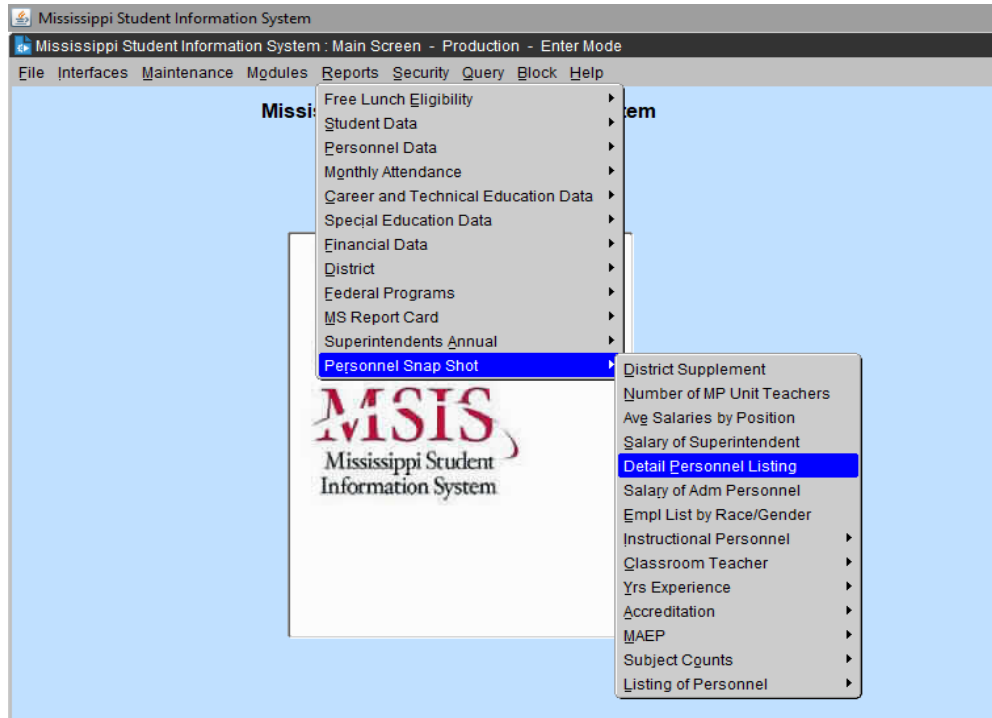 Mississippi Student Information System
Mississippi Student Information System : Main Screen - Production - Enter Mode
File Interfaces Maintenance Modules Reports Security Query Block Help
Free Lunch Eligibility
Missi
tem
Student Data
Personnel Data
Monthly Attendance
Career and Technical Education Data
Special Education Data
Financial Data
District
Federal Programs
MS Report Card
Superintendents Annual
Personnel Snap Shot
District Supplement
Number of MP Unit Teachers
Ave Salaries by Position
Salary of Superintendent
Detail Personnel Listing
Salary of Adm Personnel
Empl List by Race/Gender
Instructional Personnel
Classroom Teacher
Yrs Experience
Accreditation
MAEP
Subject Counts
Listing of Personnel
MSIS
Mississippi Student
Information System